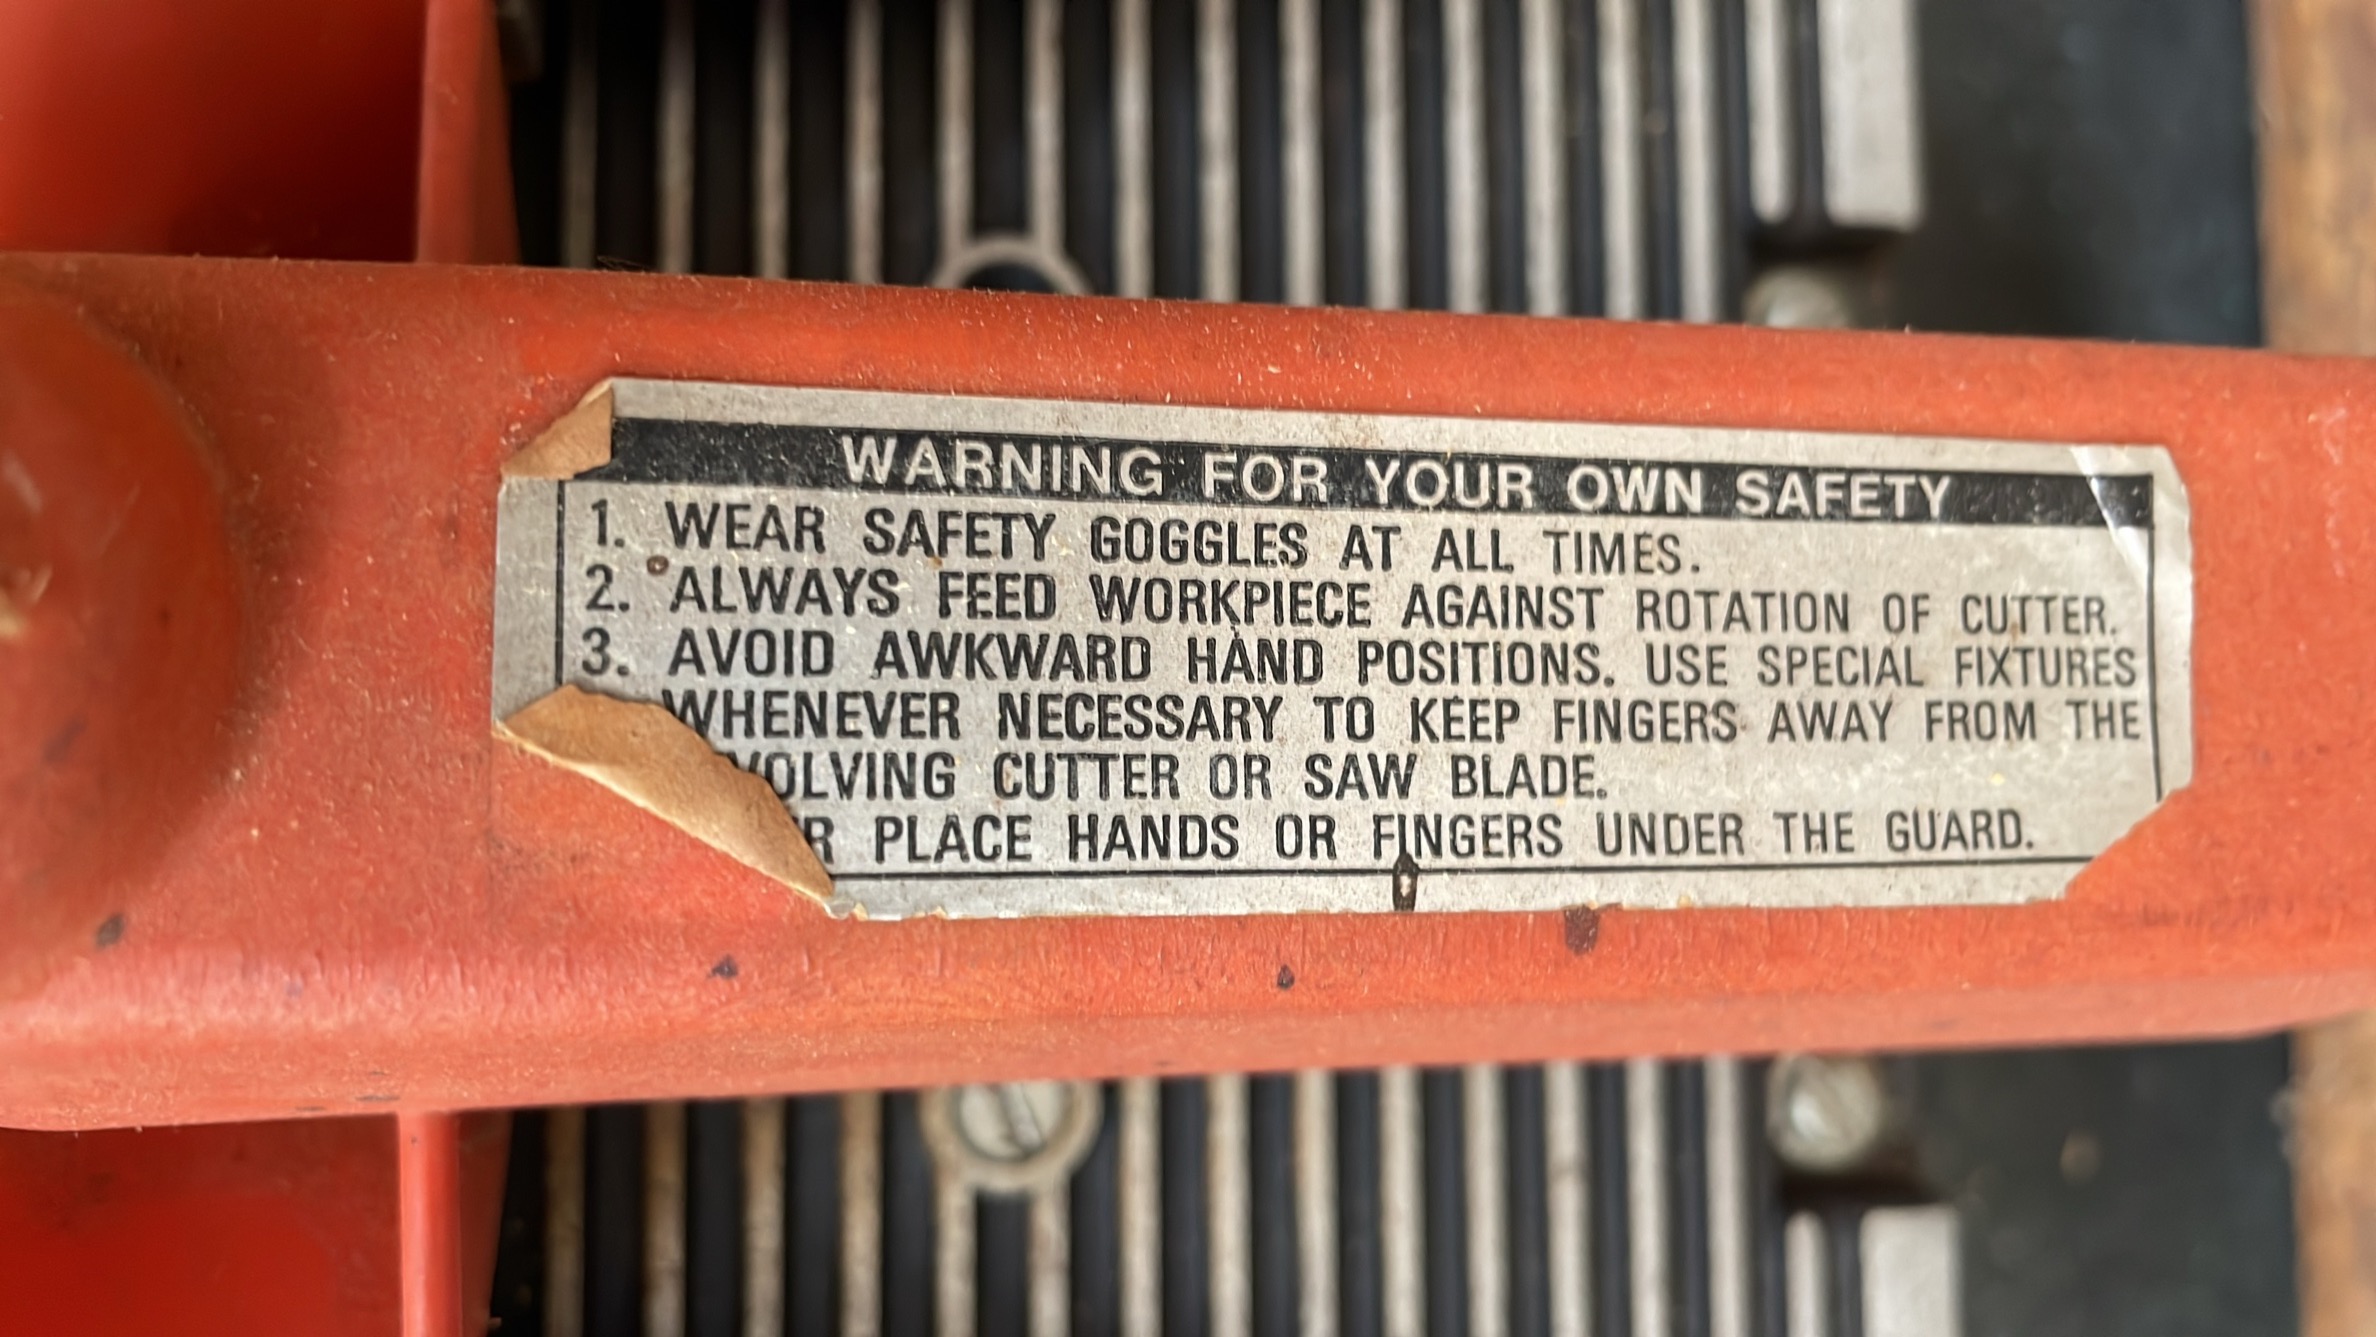 WARNING FOR YOUR OWN SAFETY
1. WEAR SAFETY GOGGLES AT ALL TIMES.
2. ALWAYS FEED WORKPIECE AGAINST ROTATION OF CUTTER.
3. AVOID AWKWARD HAND POSITIONS. USE SPECIAL FIXTURES
WHENEVER NECESSARY TO KEEP FINGERS AWAY FROM THE
CUTTER OR SAW BLADE.
PLACE HANDS OR FINGERS UNDER THE GUARD.